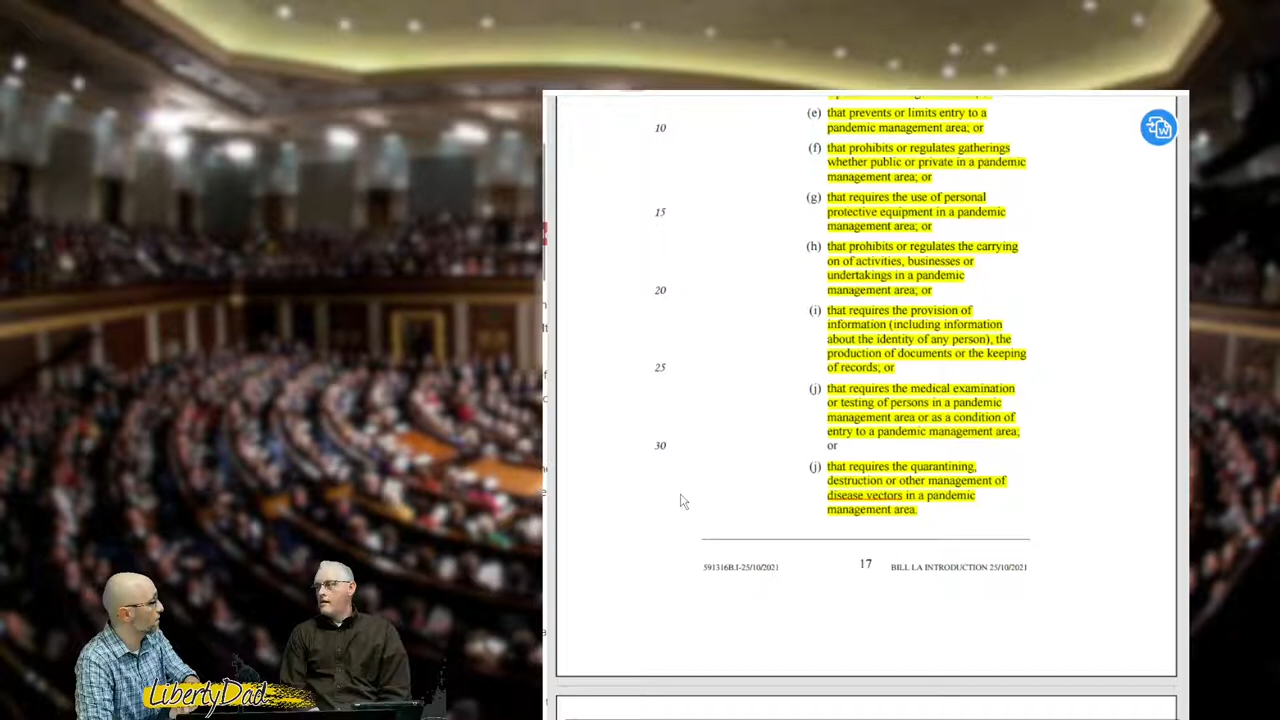 (e) that prevents or limits entry to a
10 pandemic management area; or
(f) that prohibits or regulates gatherings
whether public or private in a pandemic
management area; or
(g) that requires the use of personal
15 protective equipment in a pandemic
management area; or
(h) that prohibits or regulates the carrying
on of activities, businesses or
undertakings in a pandemic
20 management area; or
(i) that requires the provision of
information (including information
about the identity of any person), the
production of documents or the keeping
25 of records; or
(j) that requires the medical examination
or testing of persons in a pandemic
management area or as a condition of
entry to a pandemic management area;
30 or
(j) that requires the quarantining,
destruction or other management of
disease vectors in a pandemic
management area.
591316B.I-25/10/2021 17 BILL LA INTRODUCTION 25/10/2021
W
LibertyDad